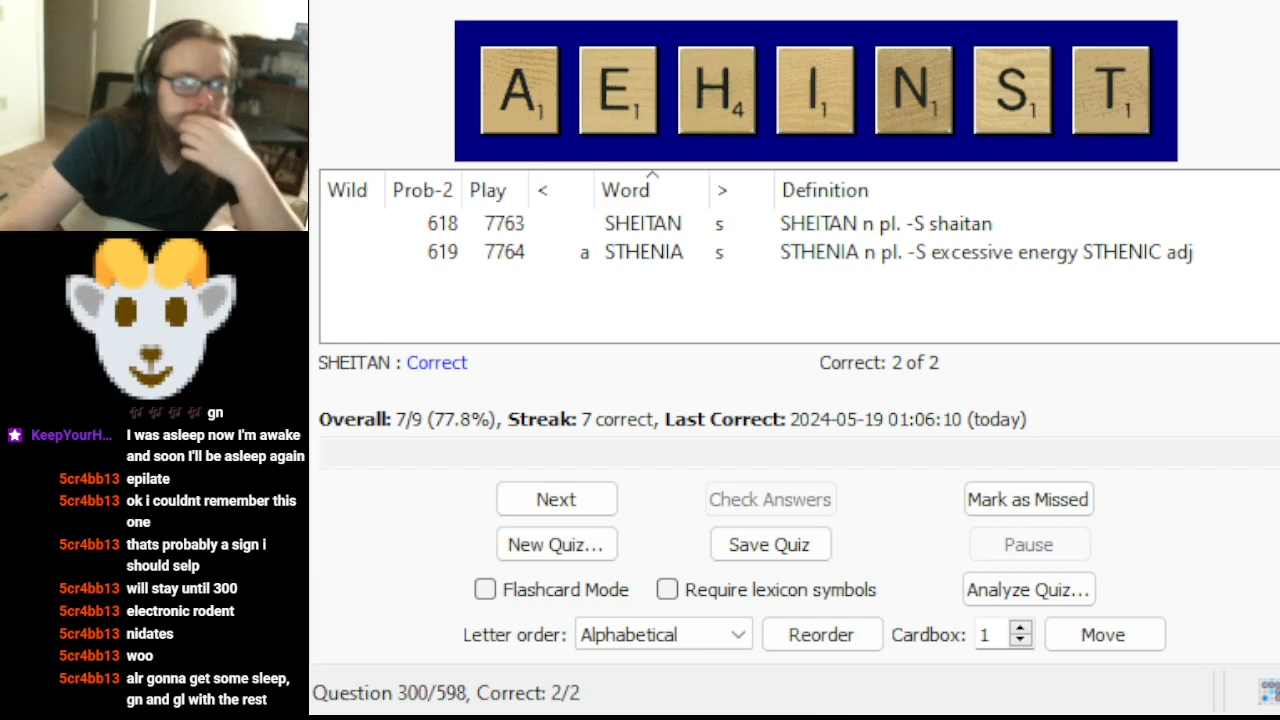 A1 E1 H4 I1 N1 S1 T1
Wild Prob-2 Play < Word > Definition
618 7763 SHEITAN s SHEITAN n pl. -S shaitan
619 7764 a STHENIA s STHENIA n pl. -S excessive energy STHENIC adj
SHEITAN : Correct Correct: 2 of 2
Overall: 7/9 (77.8%), Streak: 7 correct, Last Correct: 2024-05-19 01:06:10 (today)
Next Check Answers Mark as Missed
New Quiz... Save Quiz Pause
Flashcard Mode Require lexicon symbols Analyze Quiz...
Letter order: Alphabetical Reorder Cardbox: 1 Move
Question 300/598, Correct: 2/2
gn
KeepYourH... I was asleep now I'm awake
and soon I'll be asleep again
5cr4bb13 epilate
5cr4bb13 ok i couldnt remember this
one
5cr4bb13 thats probably a sign i
should selp
5cr4bb13 will stay until 300
5cr4bb13 electronic rodent
5cr4bb13 nidates
5cr4bb13 woo
5cr4bb13 alr gonna get some sleep,
gn and gl with the rest